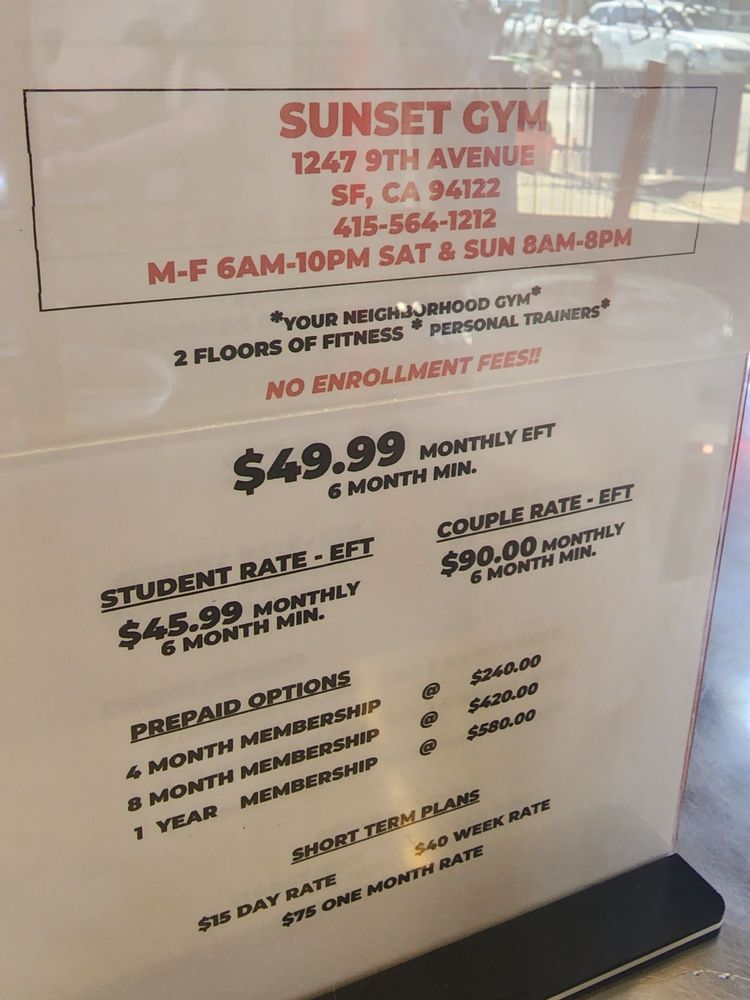 SUNSET GYM
1247 9TH AVENUE
SF, CA 94122
415-564-1212
M-F 6AM-10PM SAT & SUN 8AM-8PM
*YOUR NEIGHBORHOOD GYM*
2 FLOORS OF FITNESS * PERSONAL TRAINERS*
NO ENROLLMENT FEES!!
$49.99 MONTHLY EFT
6 MONTH MIN.
STUDENT RATE - EFT
$45.99 MONTHLY
6 MONTH MIN.
COUPLE RATE - EFT
$90.00 MONTHLY
6 MONTH MIN.
PREPAID OPTIONS
4 MONTH MEMBERSHIP @ $240.00
8 MONTH MEMBERSHIP @ $420.00
1 YEAR MEMBERSHIP @ $580.00
SHORT TERM PLANS
$15 DAY RATE $40 WEEK RATE
$75 ONE MONTH RATE